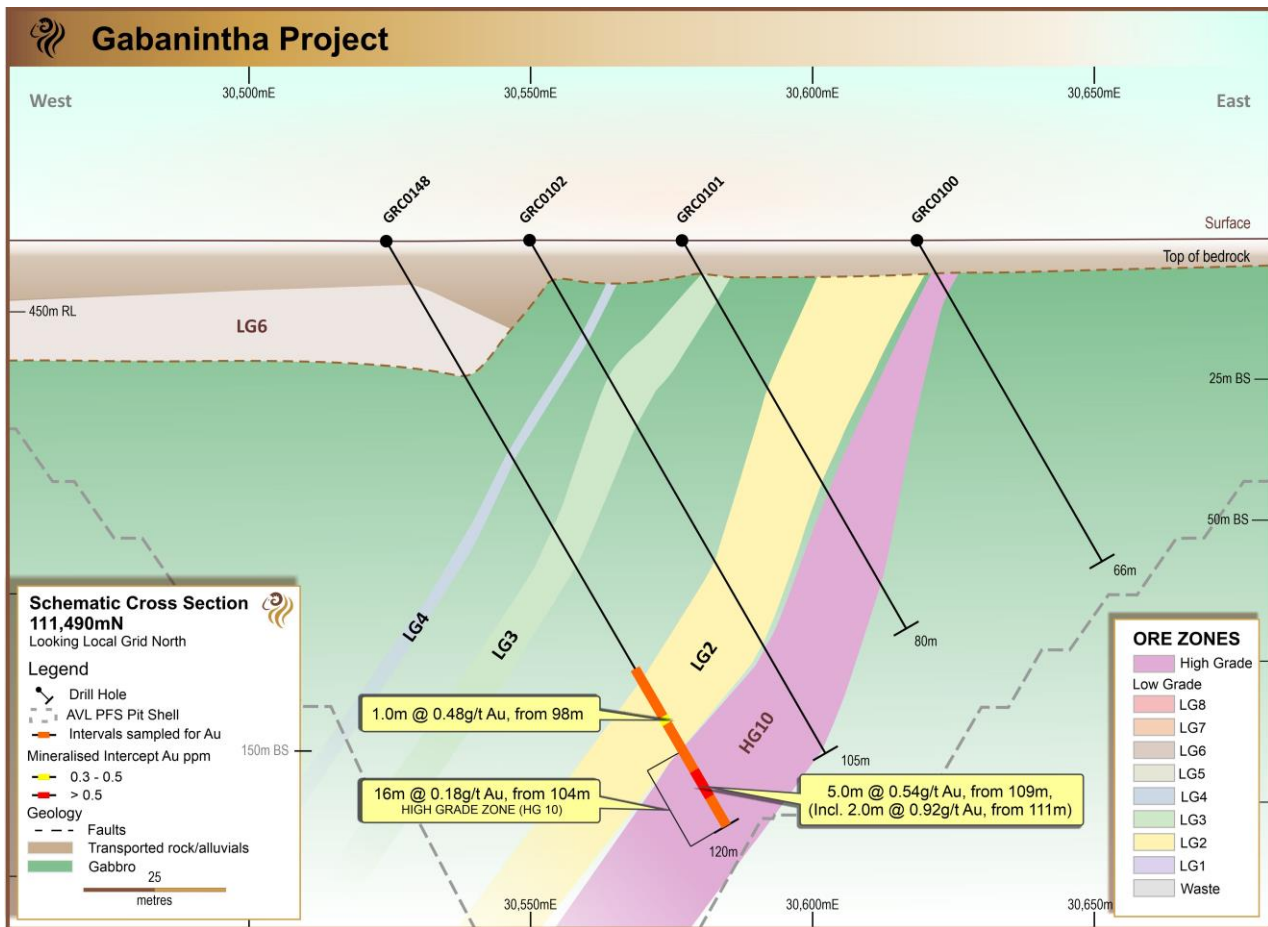 Gabanintha Project
West
30,500mE
30,550mE
30,600mE
30,650mE
East
GRC0148
GRC0102
GRC0101
GRC0100
Surface
Top of bedrock
450m RL
LG6
25m BS
50m BS
66m
80m
105m
120m
150m BS
LG4
LG3
LG2
HG10
1.0m @ 0.48g/t Au, from 98m
16m @ 0.18g/t Au, from 104m
HIGH GRADE ZONE (HG 10)
5.0m @ 0.54g/t Au, from 109m,
(Incl. 2.0m @ 0.92g/t Au, from 111m)
Schematic Cross Section
111,490mN
Looking Local Grid North
Legend
Drill Hole
AVL PFS Pit Shell
Intervals sampled for Au
Mineralised Intercept Au ppm
0.3 - 0.5
> 0.5
Geology
Faults
Transported rock/alluvials
Gabbro
25
metres
ORE ZONES
High Grade
Low Grade
LG8
LG7
LG6
LG5
LG4
LG3
LG2
LG1
Waste
30,550mE
30,600mE
30,650m